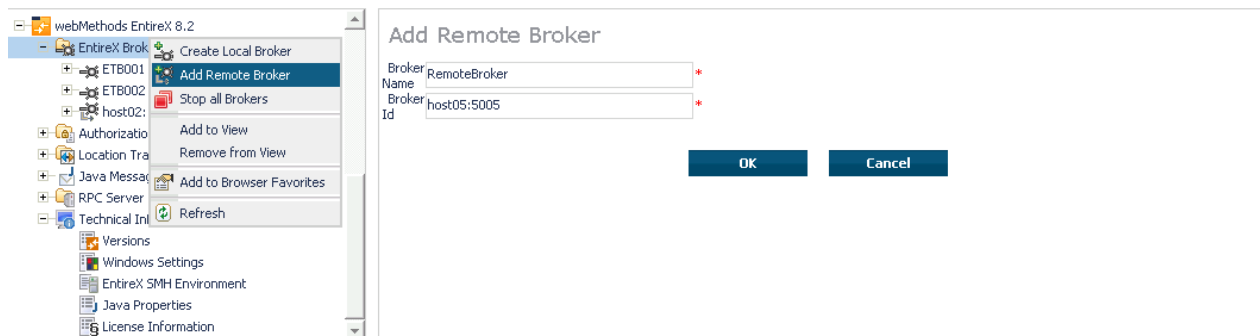 webMethods EntireX 8.2
EntireX Brok
ETB001
ETB002
host02:
Authorizatio
Location Tra
Java Messag
RPC Server
Technical In
Versions
Windows Settings
EntireX SMH Environment
Java Properties
License Information
Create Local Broker
Add Remote Broker
Stop all Brokers
Add to View
Remove from View
Add to Browser Favorites
Refresh
Add Remote Broker
Broker Name RemoteBroker *
Broker Id host05:5005 *
OK Cancel